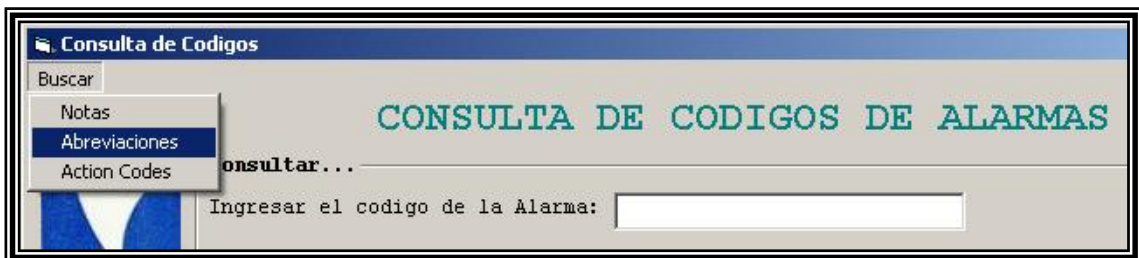 Consulta de Codigos
Buscar
Notas
Abreviaciones
Action Codes
CONSULTA DE CODIGOS DE ALARMAS
onsultar...
Ingresar el codigo de la Alarma: